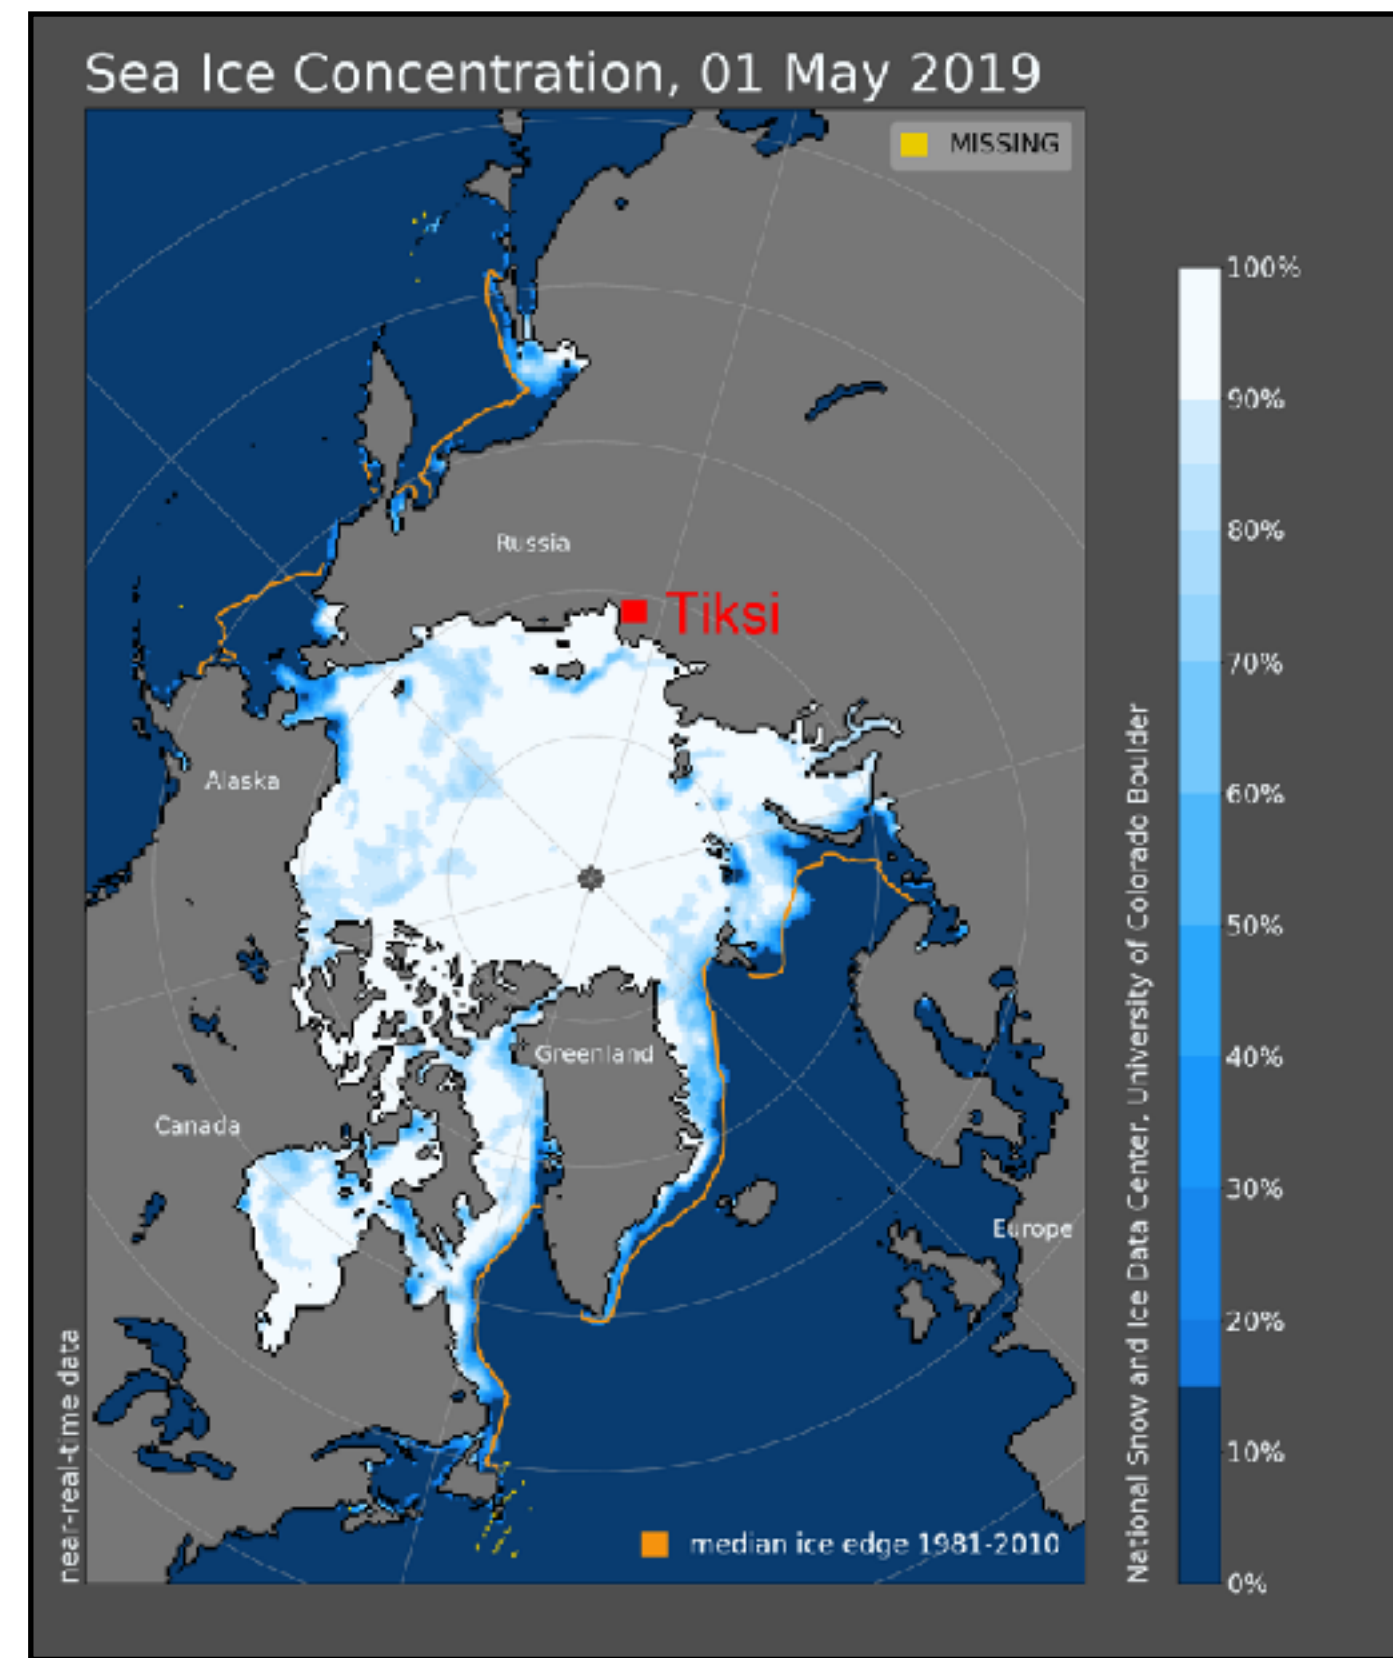 Sea Ice Concentration, 01 May 2019
MISSING
100%
90%
80%
70%
60%
50%
40%
30%
20%
10%
0%
Russia
Tiksi
Alaska
Greenland
Canada
Europe
median ice edge 1981-2010
near-real-time data
National Snow and Ice Data Center, University of Colorado Boulder